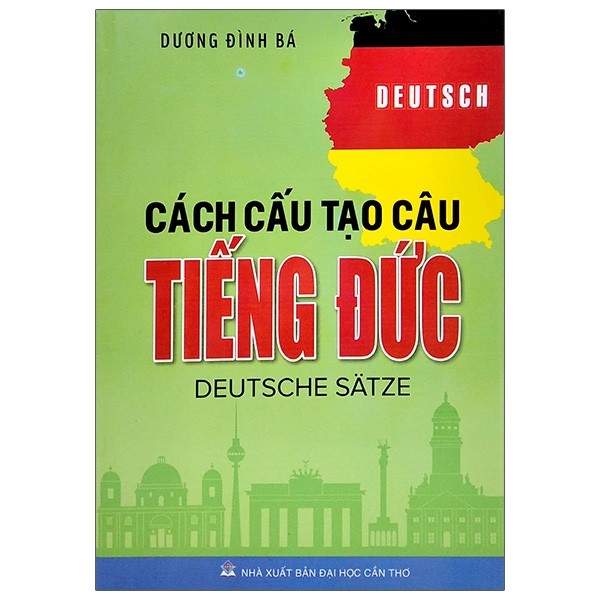 DƯƠNG ĐÌNH BÁ
DEUTSCH
CÁCH CẤU TẠO CÂU
TIẾNG ĐỨC
DEUTSCHE SÄTZE
NHÀ XUẤT BẢN ĐẠI HỌC CẦN THƠ